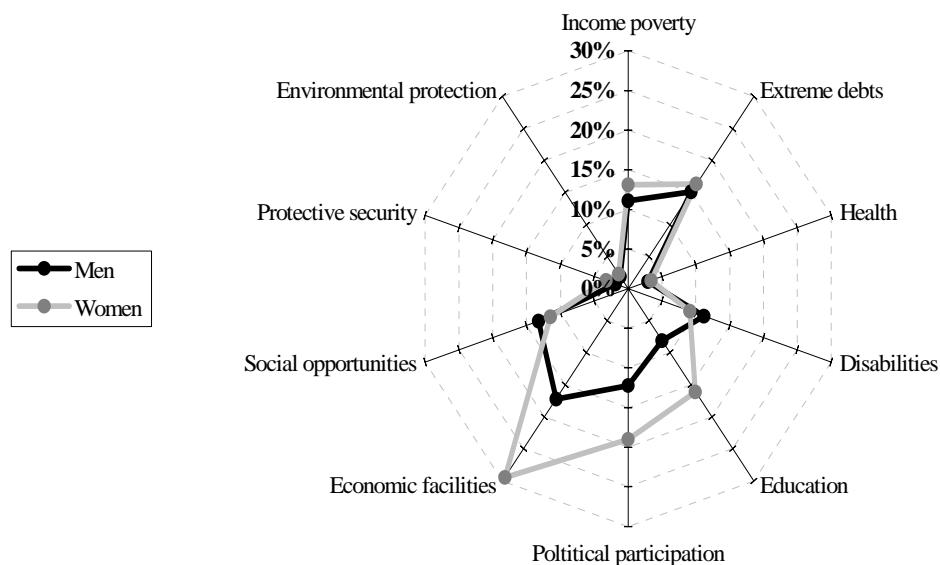 Income poverty
30%
Environmental protection
25%
Extreme debts
20%
15%
Protective security
10%
Health
5%
Men
0%
Women
Social opportunities
Disabilities
Economic facilities
Education
Poltitical participation